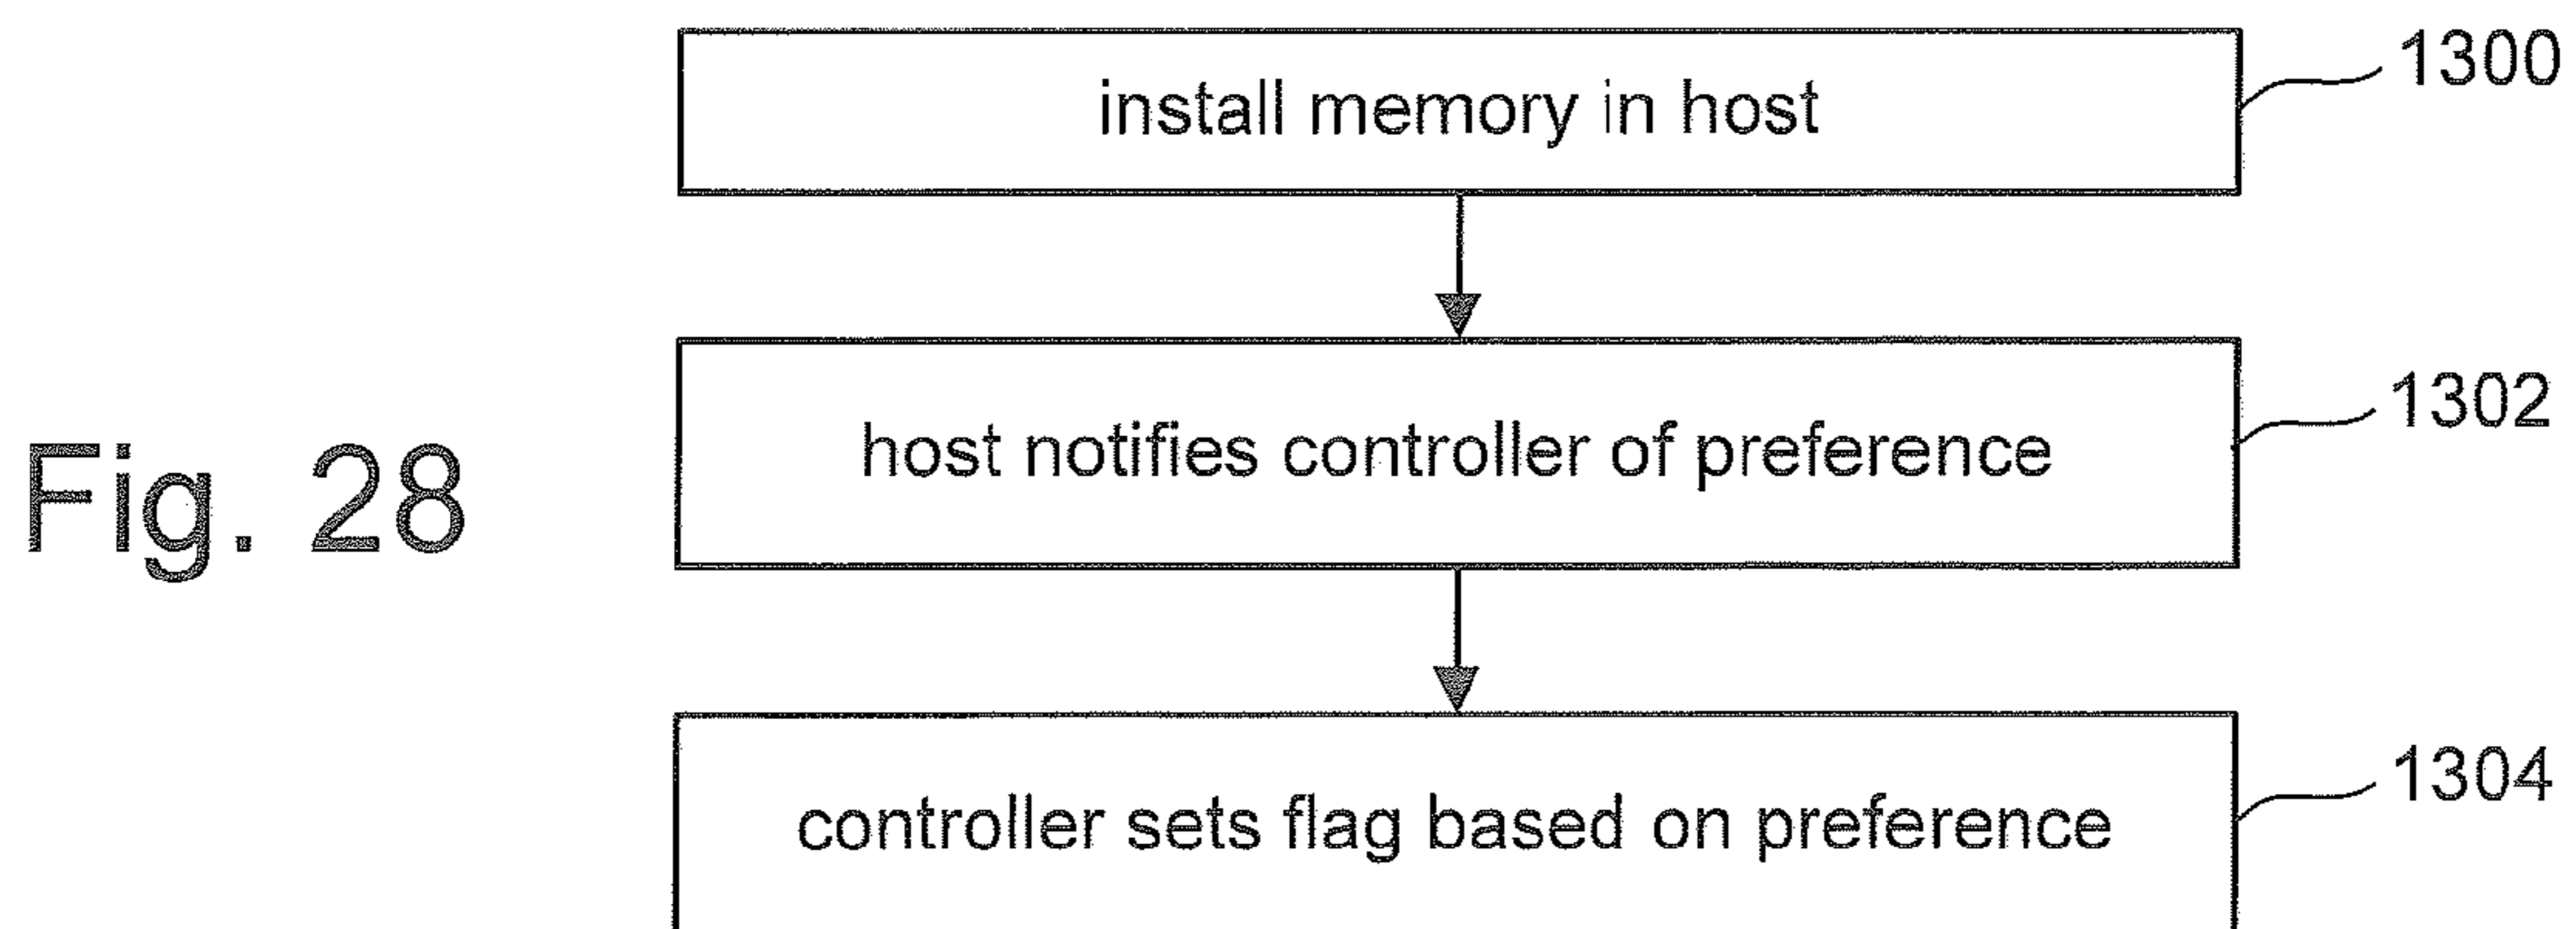 install memory in host
1300
host notifies controller of preference
1302
Fig. 28
controller sets flag based on preference
1304